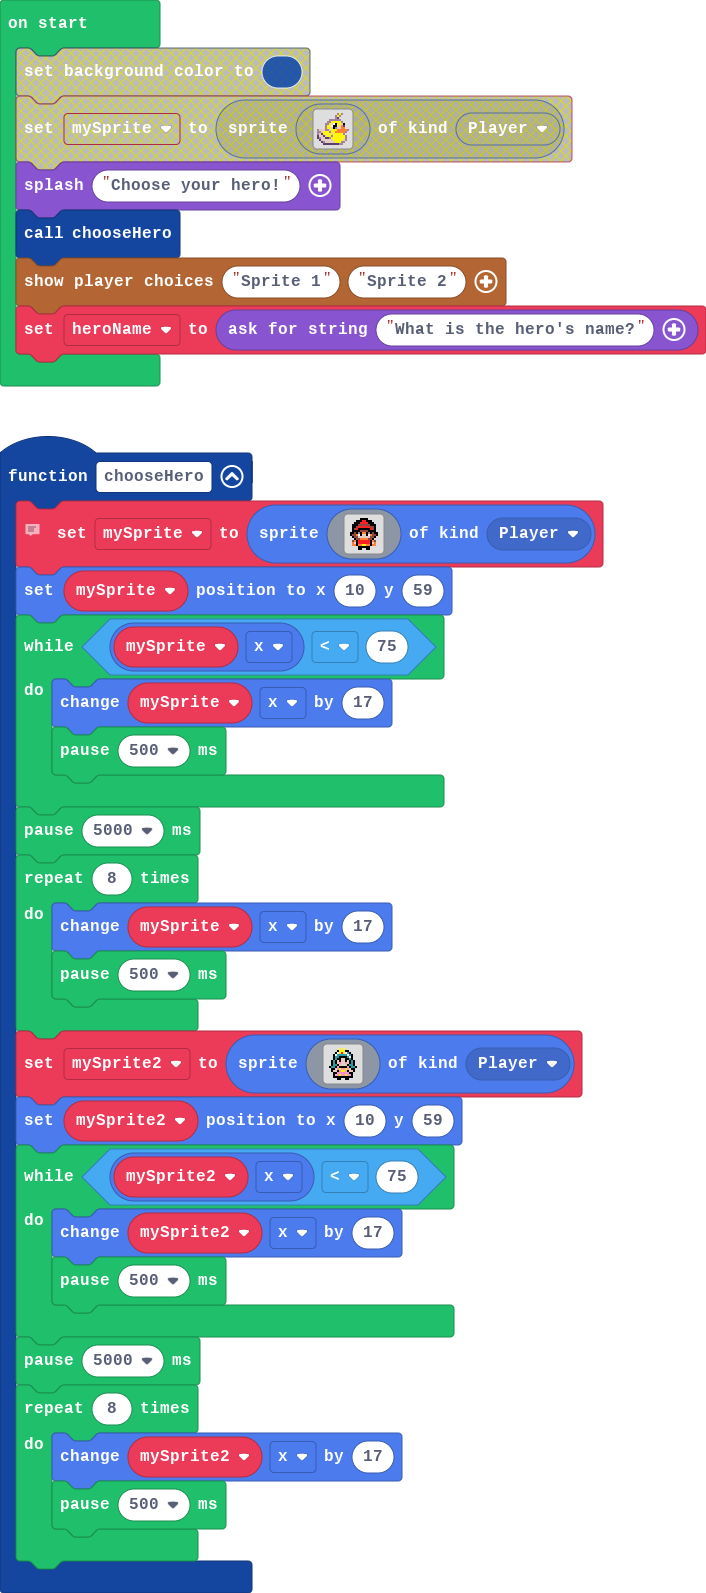 on start
set background color to
set mySprite to sprite of kind Player
splash "Choose your hero!"
call chooseHero
show player choices "Sprite 1" "Sprite 2"
set heroName to ask for string "What is the hero's name?"
function chooseHero
set mySprite to sprite of kind Player
set mySprite position to x 10 y 59
while mySprite x < 75
do
change mySprite x by 17
pause 500 ms
pause 5000 ms
repeat 8 times
do
change mySprite x by 17
pause 500 ms
set mySprite2 to sprite of kind Player
set mySprite2 position to x 10 y 59
while mySprite2 x < 75
do
change mySprite2 x by 17
pause 500 ms
pause 5000 ms
repeat 8 times
do
change mySprite2 x by 17
pause 500 ms